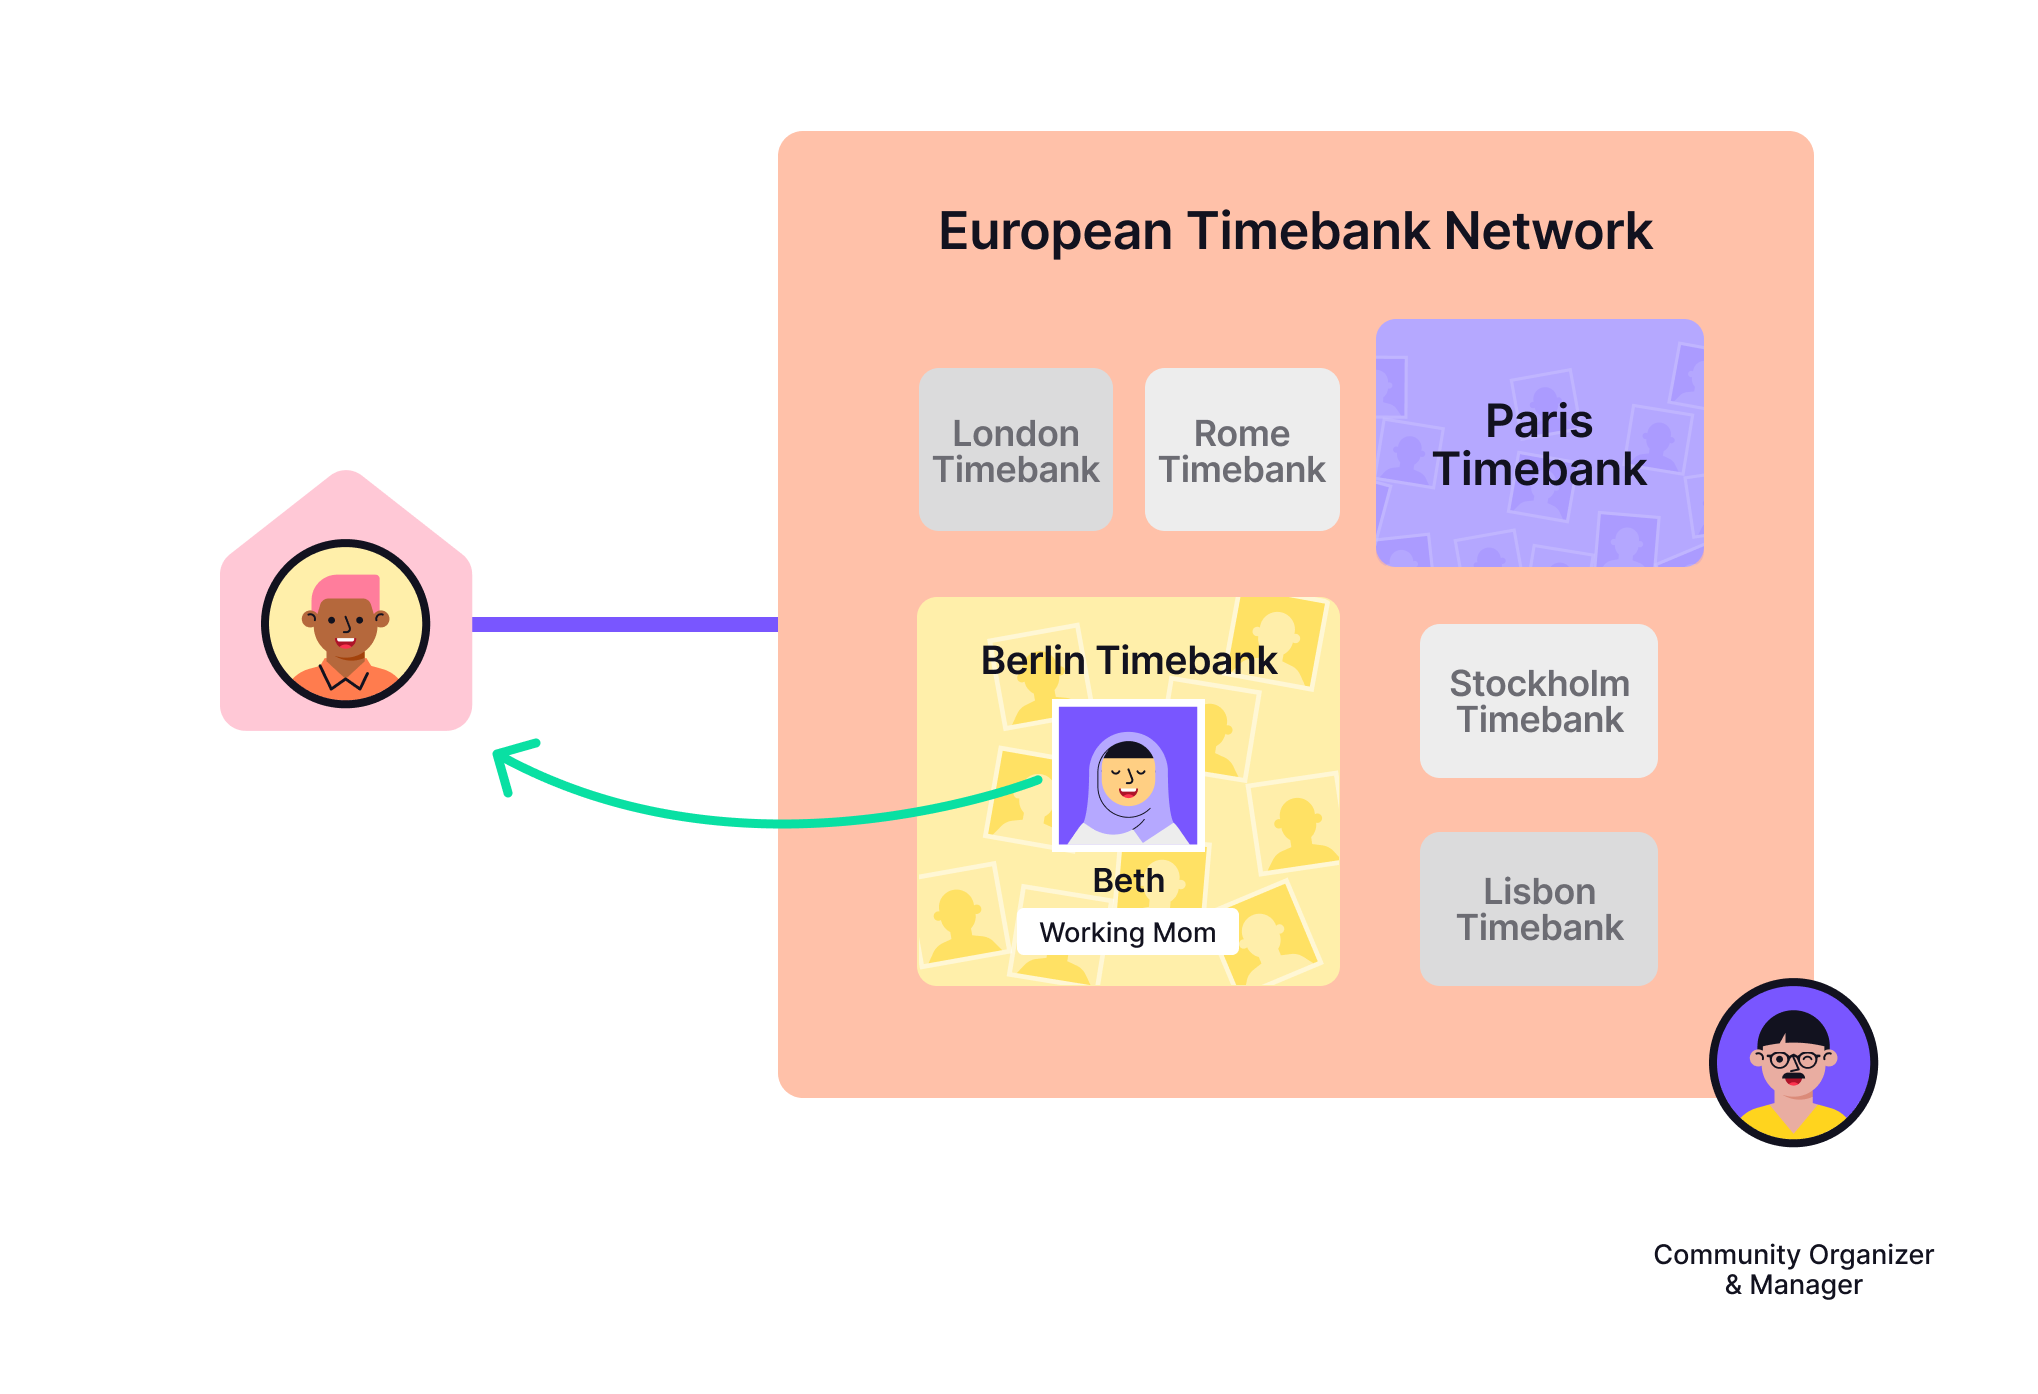 European Timebank Network
London
Timebank
Rome
Timebank
Paris
Timebank
Berlin Timebank
Beth
Working Mom
Stockholm
Timebank
Lisbon
Timebank
Community Organizer
& Manager